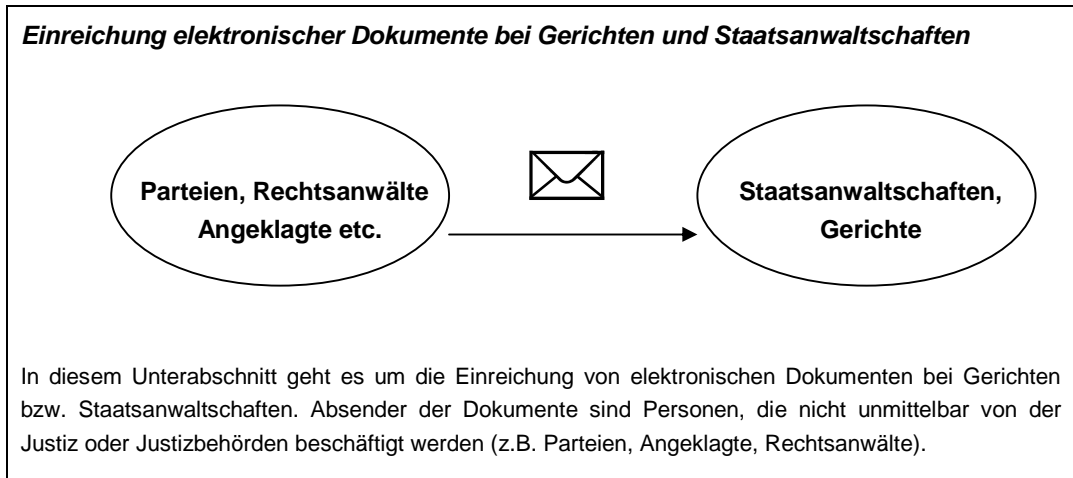 Einreichung elektronischer Dokumente bei Gerichten und Staatsanwaltschaften
Parteien, Rechtsanwälte
Angeklagte etc.
Staatsanwaltschaften,
Gerichte
In diesem Unterabschnitt geht es um die Einreichung von elektronischen Dokumenten bei Gerichten
bzw. Staatsanwaltschaften. Absender der Dokumente sind Personen, die nicht unmittelbar von der
Justiz oder Justizbehörden beschäftigt werden (z.B. Parteien, Angeklagte, Rechtsanwälte).